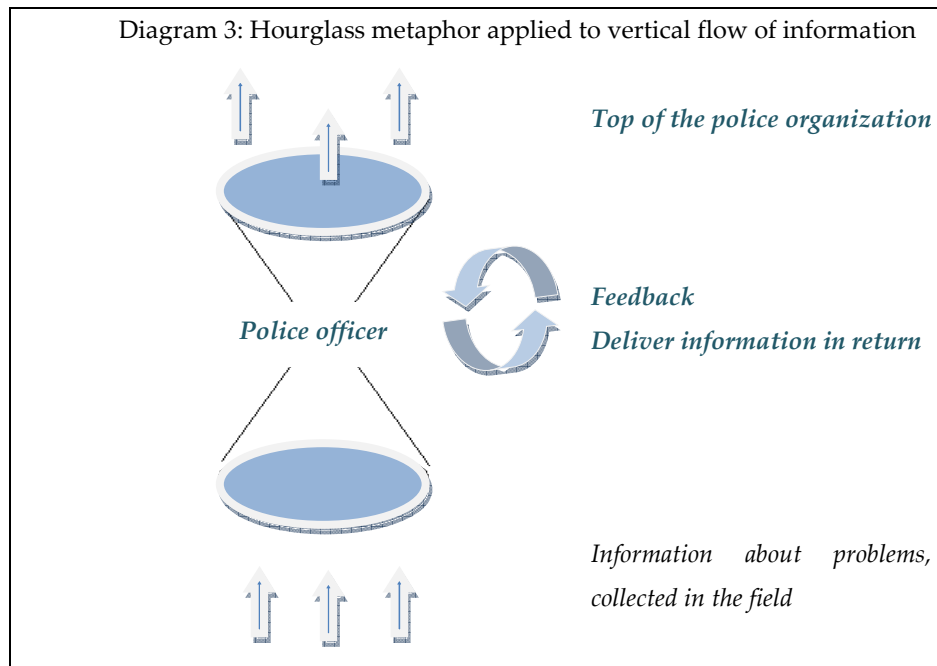 Diagram 3: Hourglass metaphor applied to vertical flow of information
Top of the police organization
Feedback
Police officer
Deliver information in return
Information about problems,
collected in the field